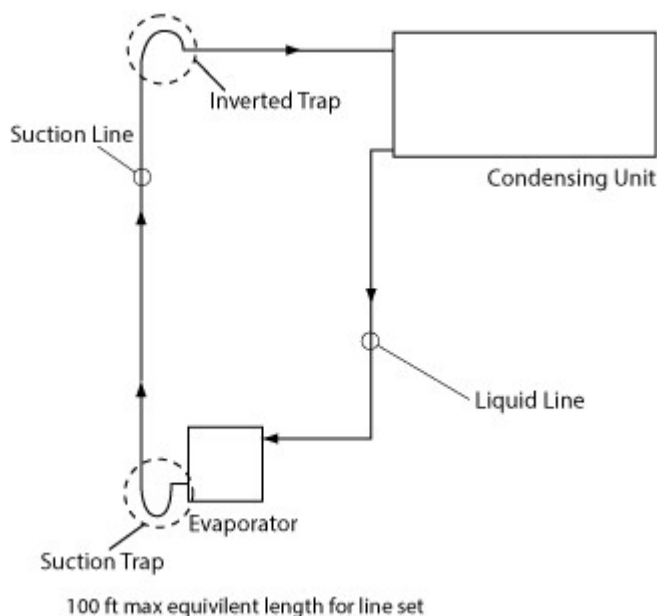 Inverted Trap
Suction Line
Condensing Unit
Liquid Line
Evaporator
Suction Trap
100 ft max equivilent length for line set